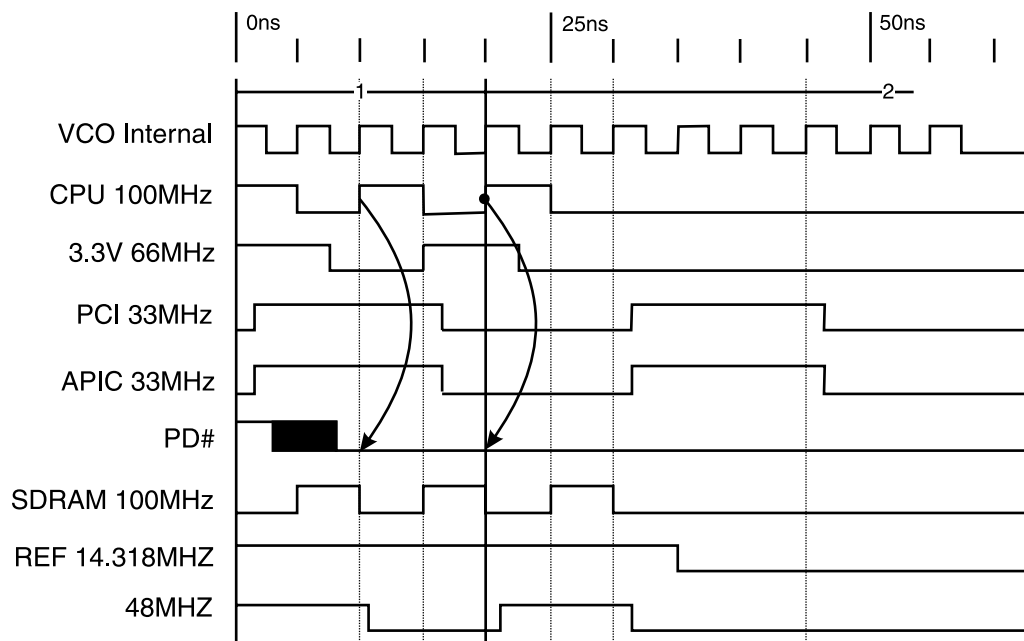 0ns 25ns 50ns
1 2
VCO Internal
CPU 100MHz
3.3V 66MHz
PCI 33MHz
APIC 33MHz
PD#
SDRAM 100MHz
REF 14.318MHZ
48MHZ